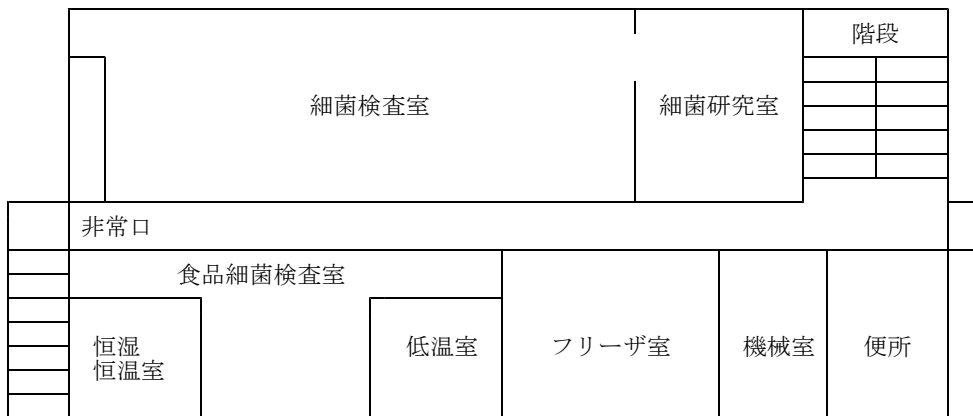 階段
細菌検査室
細菌研究室
非常口
食品細菌検査室
恒湿
恒温室
低温室
フリーザ室
機械室
便所